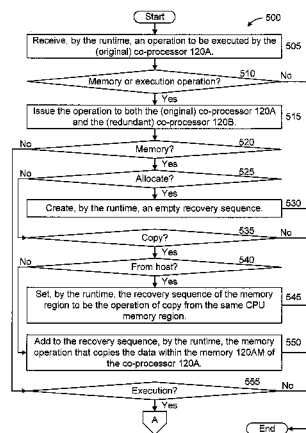 Start
500
Receive, by the runtime, an operation to be executed by the
(original) co-processor 120A.
505
Memory or execution operation?
510
No
Yes
Issue the operation to both the (original) co-processor 120A
and the (redundant) co-processor 120B.
515
No
Memory?
520
Yes
No
Allocate?
525
Yes
Create, by the runtime, an empty recovery sequence.
530
Copy?
535
No
Yes
No
From host?
540
Yes
Set, by the runtime, the recovery sequence of the memory
region to be the operation of copy from the same CPU
memory region.
545
Add to the recovery sequence, by the runtime, the memory
operation that copies the data within the memory 120AM of
the co-processor 120A.
550
Execution?
555
No
Yes
A
End